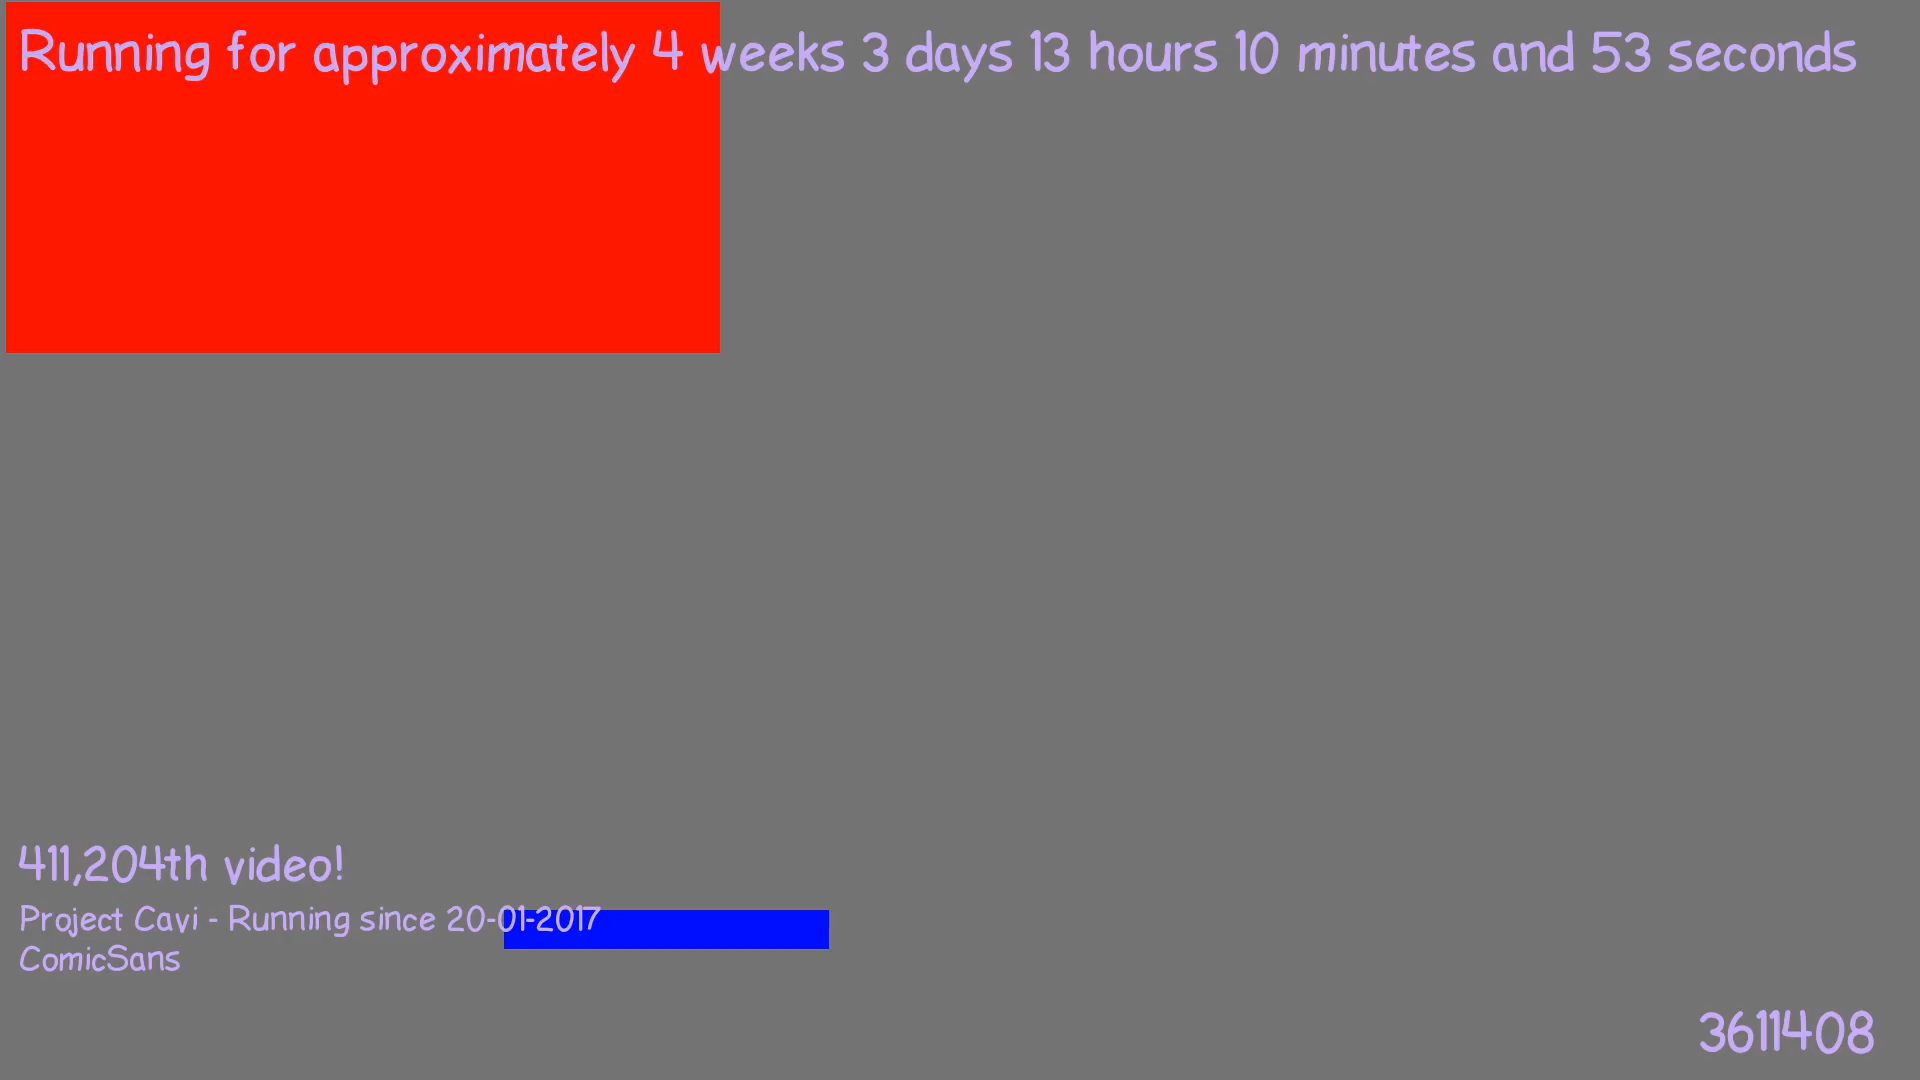 Running for approximately 4 weeks 3 days 13 hours 10 minutes and 53 seconds
411,204th video!
Project Cavi - Running since 20-01-2017
ComicSans
3611408